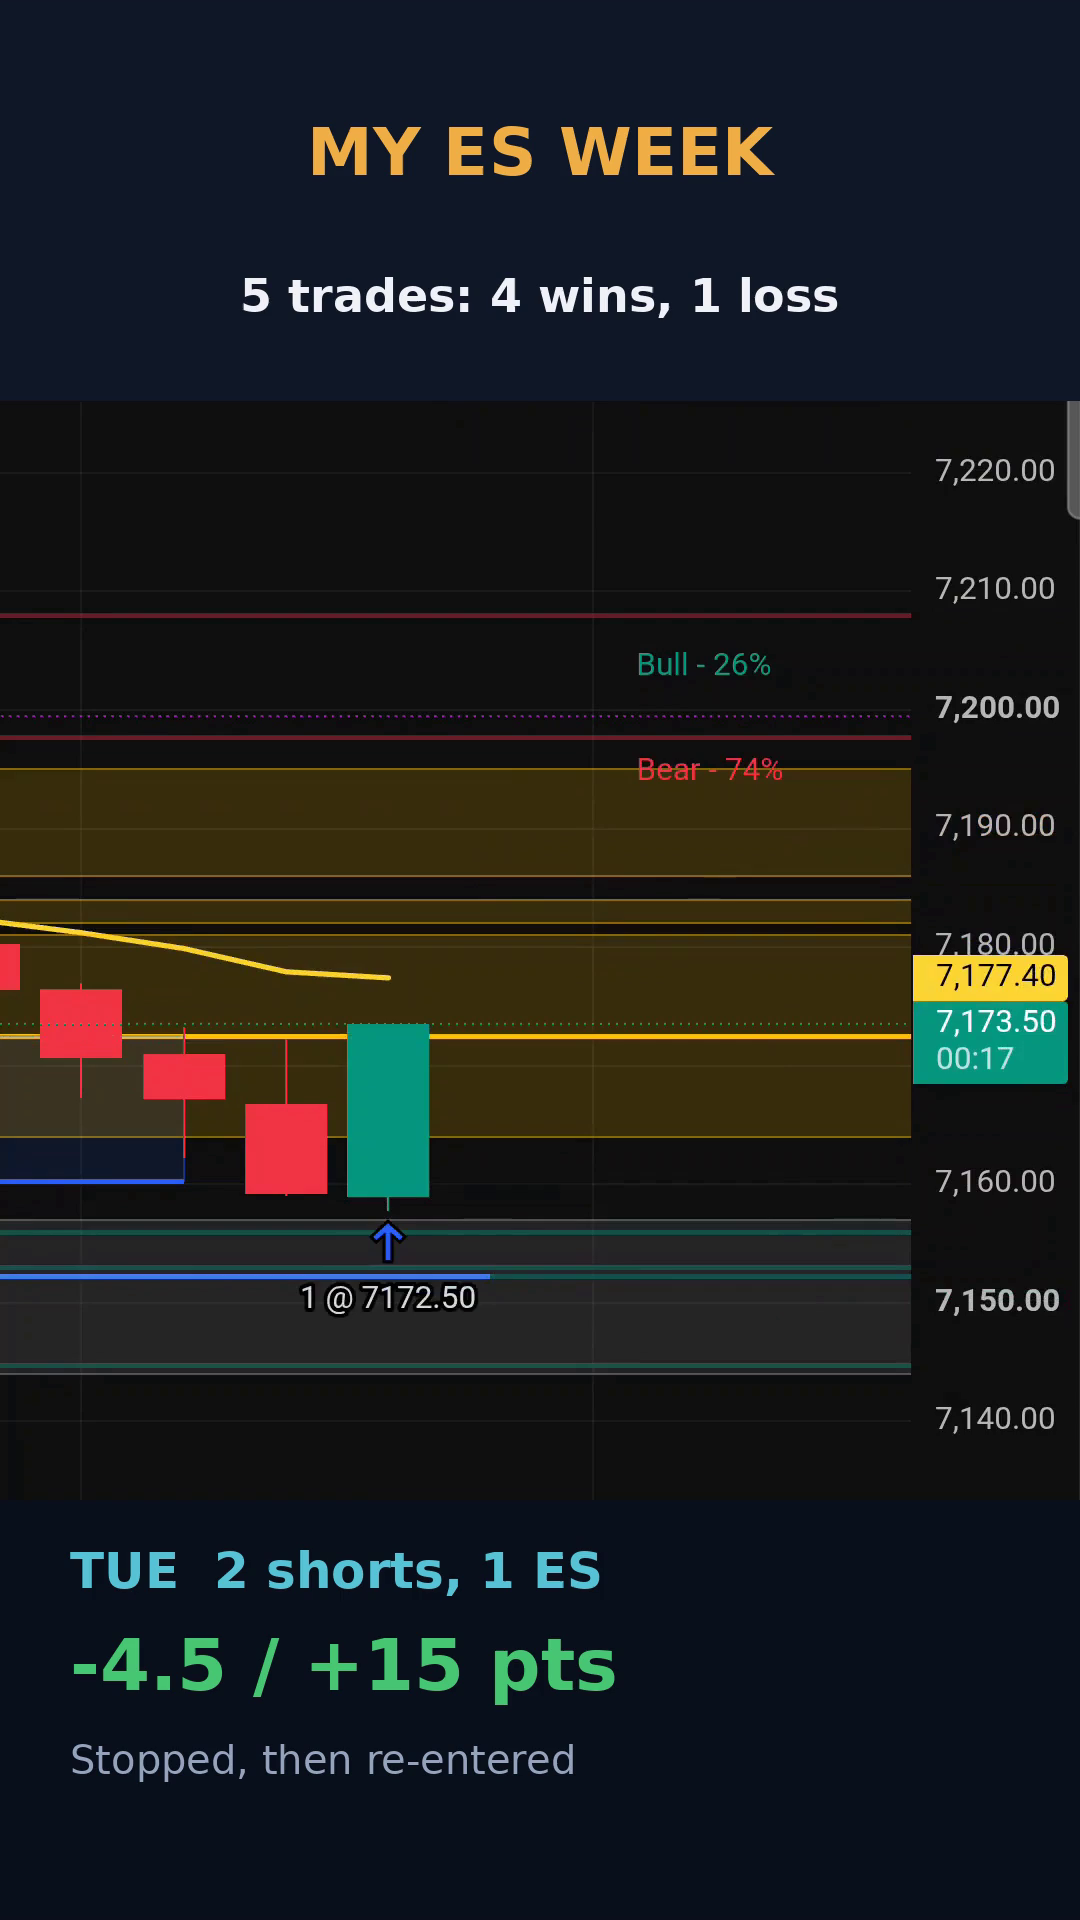 MY ES WEEK
5 trades: 4 wins, 1 loss
7,220.00
7,210.00
Bull - 26%
7,200.00
Bear - 74%
7,190.00
7,180.00
7,177.40
7,173.50
00:17
7,160.00
1 @ 7172.50
7,150.00
7,140.00
TUE 2 shorts, 1 ES
-4.5 / +15 pts
Stopped, then re-entered